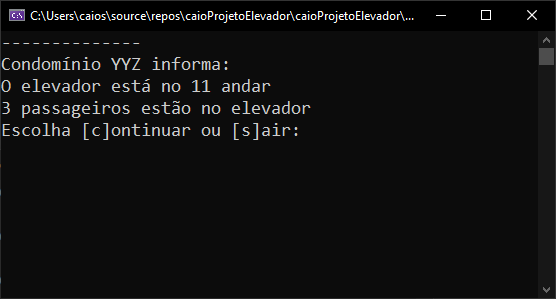 C:\Users\caios\source\repos\caioProjetoElevador\caioProjetoElevador\...
--------------
Condomínio YYZ informa:
O elevador está no 11 andar
3 passageiros estão no elevador
Escolha [c]ontinuar ou [s]air: